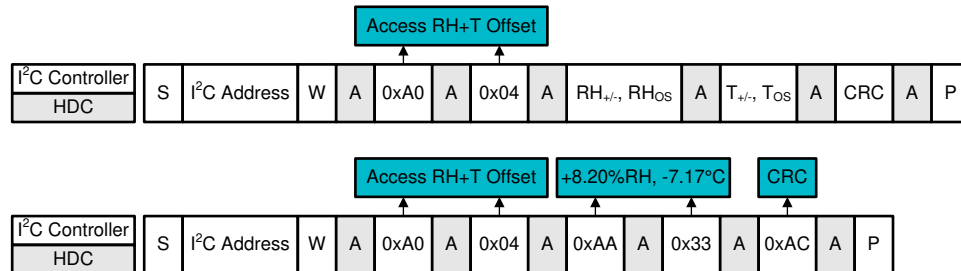 Access RH+T Offset
I²C Controller
HDC
S I²C Address W A 0xA0 A 0x04 A RH+/-, RHOS A T+/-, TOS A CRC A P
Access RH+T Offset +8.20%RH, -7.17°C CRC
I²C Controller
HDC
S I²C Address W A 0xA0 A 0x04 A 0xAA A 0x33 A 0xAC A P